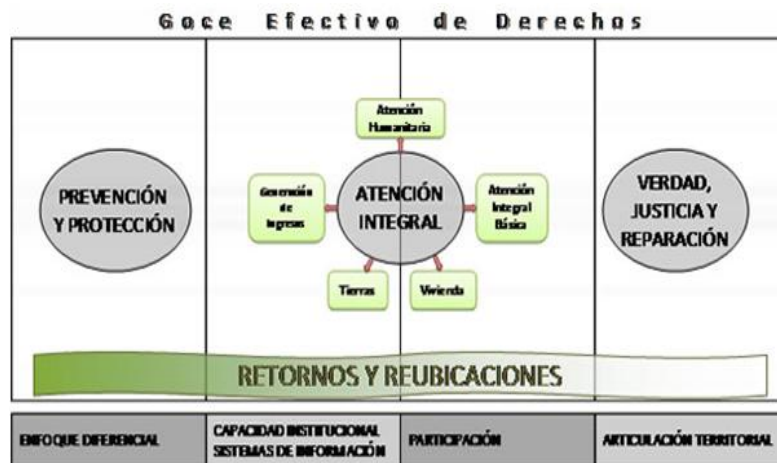 Goce Efectivo de Derechos
Atención
Humanitaria
PREVENCIÓN
Y PROTECCIÓN
Generación
de
Ingresos
ATENCIÓN
INTEGRAL
Atención
Integral
Básica
VERDAD,
JUSTICIA Y
REPARACIÓN
Tierras
Vivienda
RETORNOS Y REUBICACIONES
ENFOQUE DIFERENCIAL
CAPACIDAD INSTITUCIONAL
SISTEMAS DE INFORMACIÓN
PARTICIPACIÓN
ARTICULACIÓN TERRITORIAL